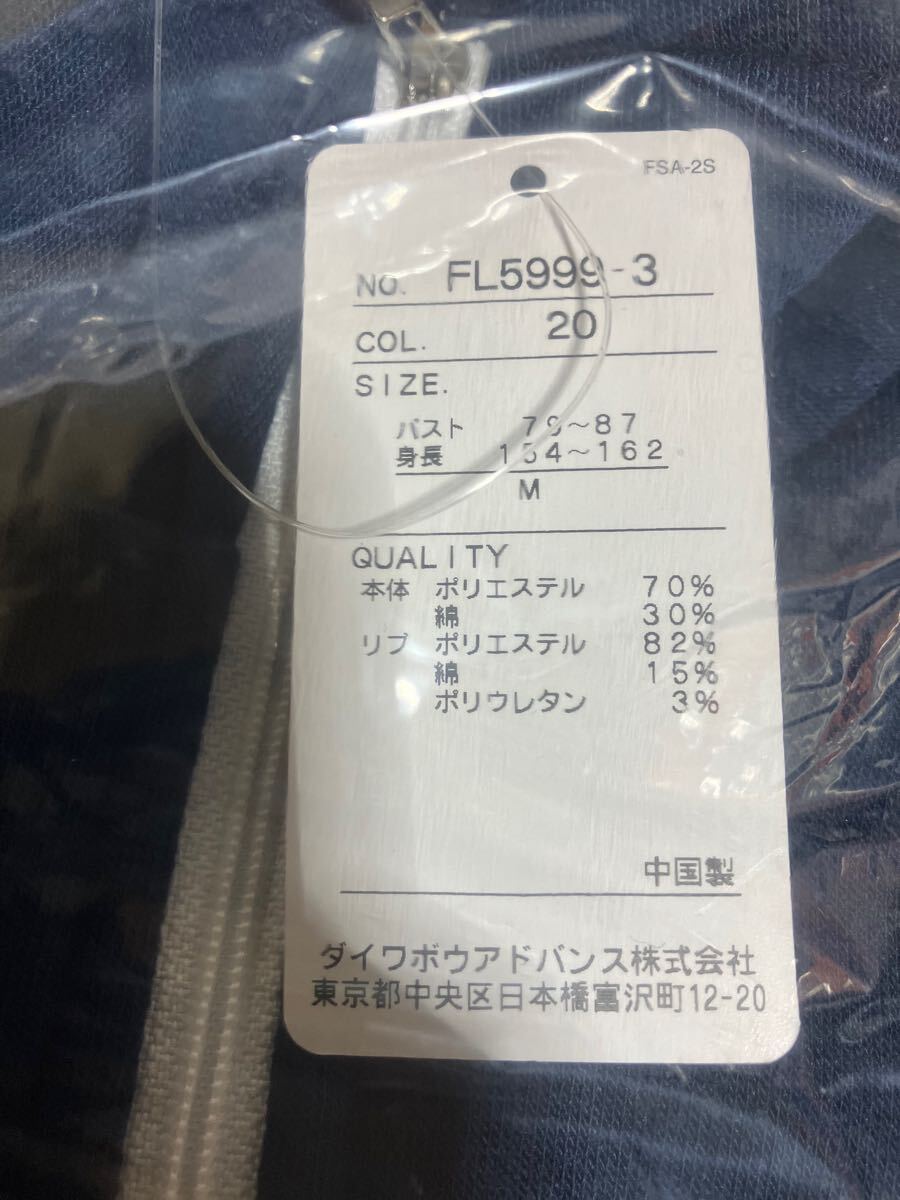 FSA-2S
NO. FL5999-3
COL. 20
SIZE.
バスト 79～87
身長 154～162
M
QUALITY
本体 ポリエステル 70%
綿 30%
リブ ポリエステル 82%
綿 15%
ポリウレタン 3%
中国製
ダイワボウアドバンス株式会社
東京都中央区日本橋富沢町12-20